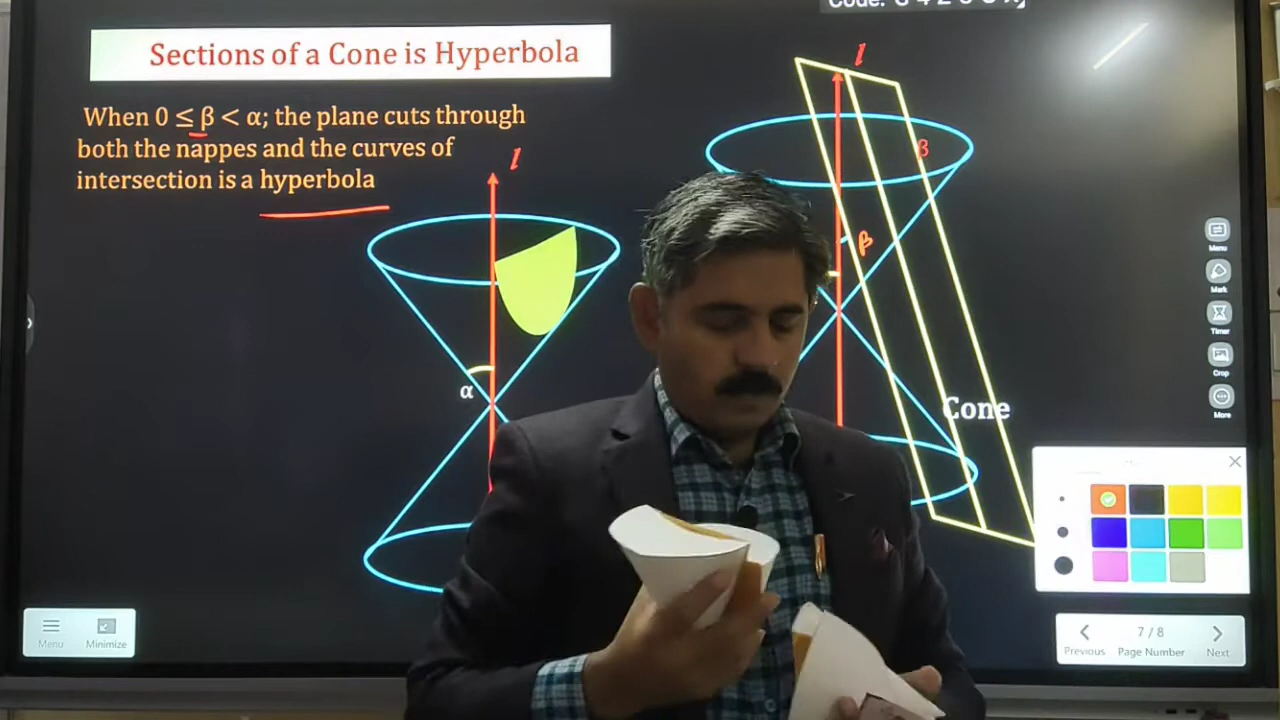 Sections of a Cone is Hyperbola
When 0 ≤ β < α; the plane cuts through
both the nappes and the curves of
intersection is a hyperbola
l
l
β
β
α
Cone
Menu
Mark
Timer
Crop
More
Menu
Minimize
7 / 8
Previous
Page Number
Next